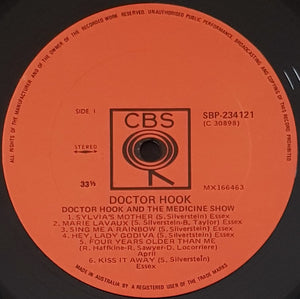 ALL RIGHTS OF THE MANUFACTURER AND OF THE OWNER OF THE RECORDED WORK RESERVED. UNAUTHORISED PUBLIC PERFORMANCE, BROADCASTING AND COPYING OF THIS RECORD PROHIBITED
CBS
SIDE 1
SBP-234121
(C 30898)
STEREO
33⅓
MX166463
DOCTOR HOOK
DOCTOR HOOK AND THE MEDICINE SHOW
1. SYLVIA'S MOTHER (S. Silverstein) Essex
2. MARIE LAVAUX (S. Silverstein-B. Taylor) Essex
3. SING ME A RAINBOW (S. Silverstein) Essex
4. HEY, LADY GODIVA (S. Silverstein) Essex
5. FOUR YEARS OLDER THAN ME
(R. Haffkine-R. Sawyer-D. Locorriere)
April
6. KISS IT AWAY (S. Silverstein)
Essex
MADE IN AUSTRALIA BY
REGISTERED USER OF THE TRADE MARKS